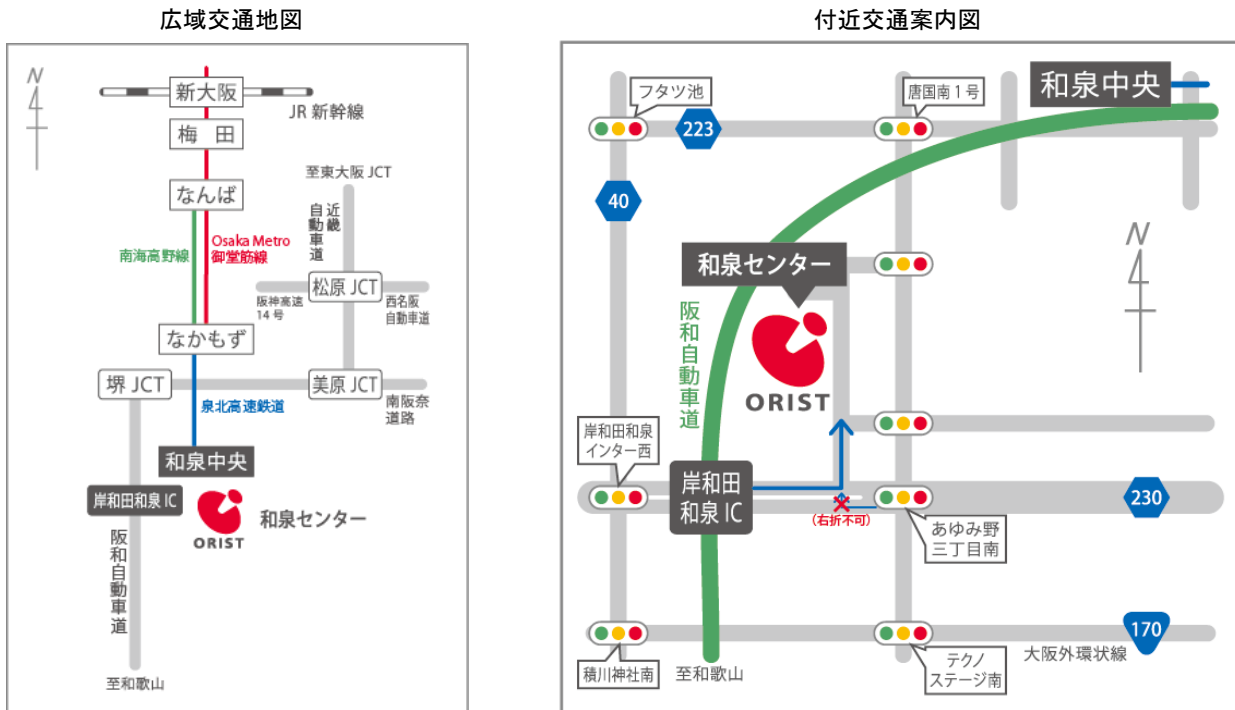 広域交通地図
N
新大阪
JR 新幹線
梅 田
なんば
至東大阪 JCT
近畿
自動車道
南海高野線
Osaka Metro
御堂筋線
松原 JCT
阪神高速
14 号
西名阪
自動車道
なかもず
堺 JCT
美原 JCT
泉北高速鉄道
南阪奈
道路
和泉中央
岸和田和泉 IC
ORIST
和泉センター
阪和自動車道
至和歌山
付近交通案内図
フタツ池
唐国南 1 号
和泉中央
223
40
N
和泉センター
阪和自動車道
ORIST
岸和田和泉
インター西
岸和田
和泉 IC
(右折不可)
230
あゆみ野
三丁目南
170
大阪外環状線
積川神社南
至和歌山
テクノ
ステージ南